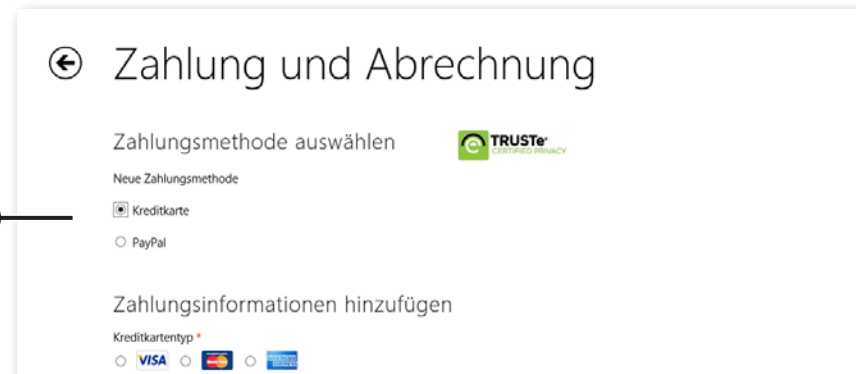 Zahlung und Abrechnung
Zahlungsmethode auswählen
TRUSTe
CERTIFIED PRIVACY
Neue Zahlungsmethode
Kreditkarte
PayPal
Zahlungsinformationen hinzufügen
Kreditkartentyp *
VISA